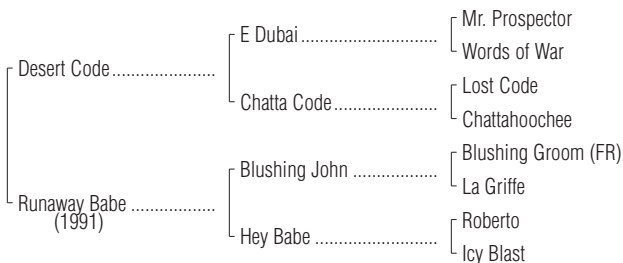 Mr. Prospector
E Dubai
Words of War
Desert Code
Lost Code
Chatta Code
Chattahoochee
Blushing Groom (FR)
Blushing John
La Griffe
Runaway Babe
(1991)
Roberto
Hey Babe
Icy Blast